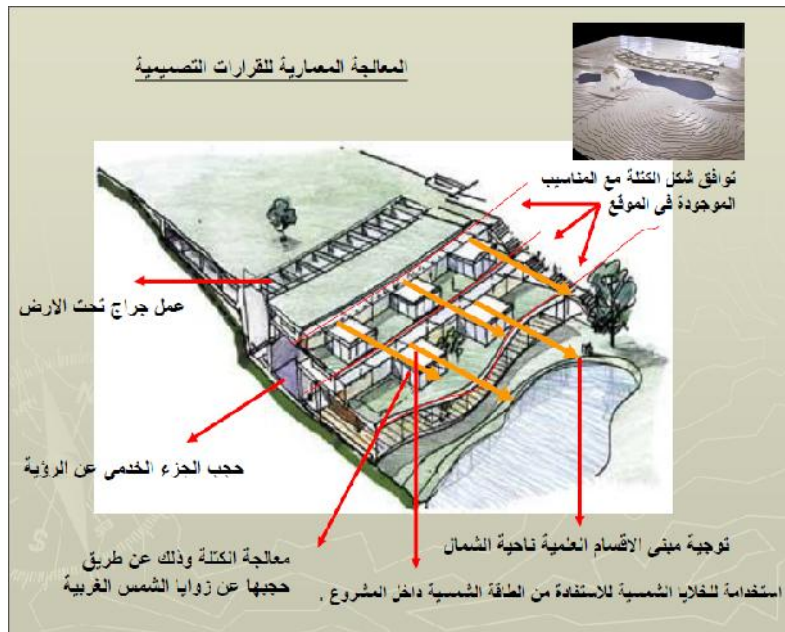 المعالجة المعمارية للقرارات التصميمية
توافق شكل الكتلة مع المناسيب
الموجودة فى الموقع
عمل جراج تحت الارض
حجب الجزء الخدمى عن الرؤية
توجية مبنى الاقسام العلمية ناحية الشمال
معالجة الكتلة وذلك عن طريق
حجبها عن زوايا الشمس الغربية
استخدامة للخلايا الشمسية للاستفادة من الطاقة الشمسية داخل المشروع .